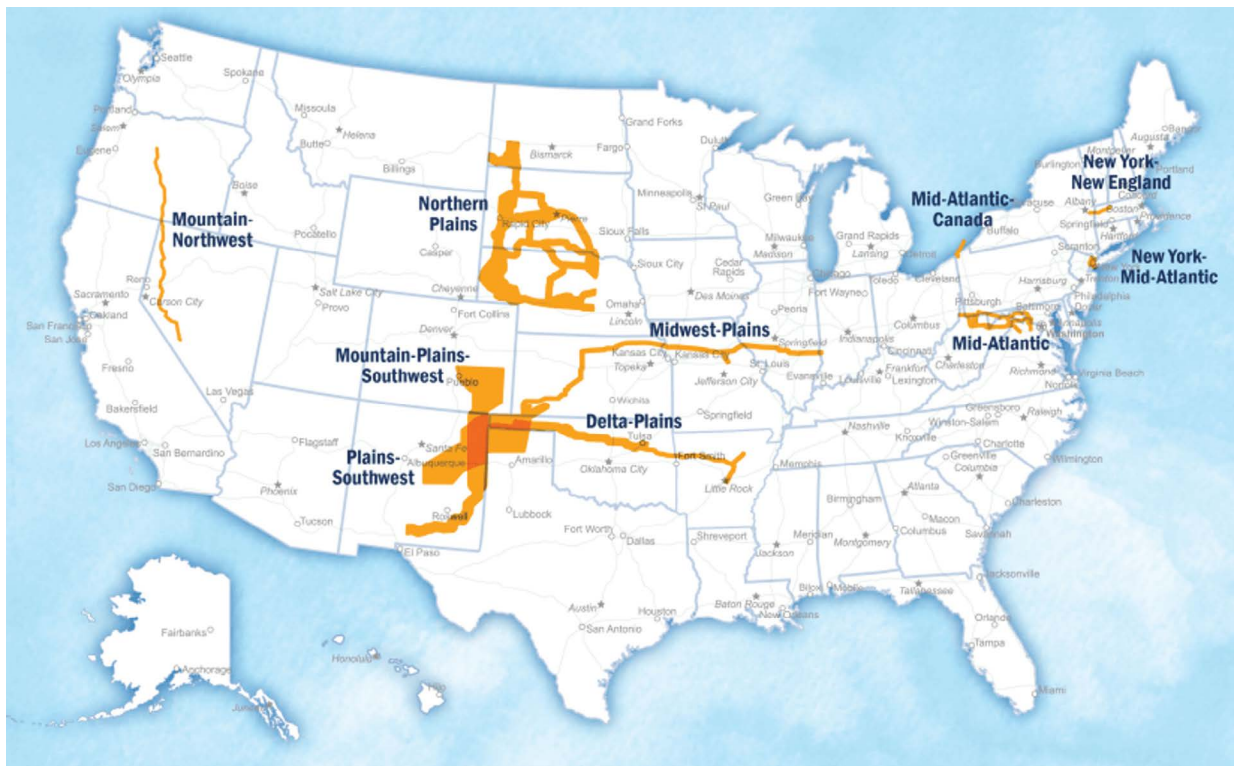 Seattle
Olympia
Spokane
Portland
Salem
Eugene
Missoula
Helena
Butte
Billings
Boise
Pocatello
Grand Forks
Bismarck
Fargo
Duluth
Minneapolis
St Paul
Green Bay
Northern
Plains
Rapid City
Pierre
Sioux Falls
Sioux City
Casper
Cheyenne
Fort Collins
Mountain-
Northwest
Reno
Carson City
Sacramento
Oakland
San Francisco
San Jose
Fresno
Las Vegas
Bakersfield
Los Angeles
San Bernardino
San Diego
Salt Lake City
Provo
Denver
Pueblo
Mountain-Plains-
Southwest
Plains-
Southwest
Santa Fe
Albuquerque
Flagstaff
Phoenix
Tucson
Roswell
El Paso
Amarillo
Lubbock
Omaha
Lincoln
Des Moines
Cedar
Rapids
Milwaukee
Madison
Grand Rapids
Lansing
Detroit
Chicago
Fort Wayne
Toledo
Cleveland
Peoria
Midwest-Plains
Springfield
Indianapolis
Columbus
Cincinnati
Kansas City
Kansas City
Topeka
Jefferson City
St. Louis
Evansville
Louisville
Frankfort
Lexington
Charleston
Wichita
Springfield
Delta-Plains
Tulsa
Oklahoma City
Fort Smith
Little Rock
Memphis
Nashville
Knoxville
Fort Worth
Dallas
Shreveport
Jackson
Meridian
Birmingham
Montgomery
Atlanta
Macon
Columbus
Savannah
Charleston
Columbia
Greenville
Charlotte
Winston-Salem
Greensboro
Raleigh
Wilmington
Austin
Houston
San Antonio
Baton Rouge
New Orleans
Biloxi
Mobile
Tallahassee
Jacksonville
Orlando
Tampa
Miami
Mid-Atlantic-
Canada
Buffalo
New York-
New England
Burlington
Montpelier
Augusta
Bangor
Portland
Concord
Albany
Boston
Springfield
Providence
Hartford
Scranton
New York-
Mid-Atlantic
Trenton
Harrisburg
Philadelphia
Pittsburgh
Baltimore
Dover
Annapolis
Washington
Mid-Atlantic
Richmond
Norfolk
Virginia Beach
Fairbanks
Anchorage
Juneau
Honolulu
Hilo